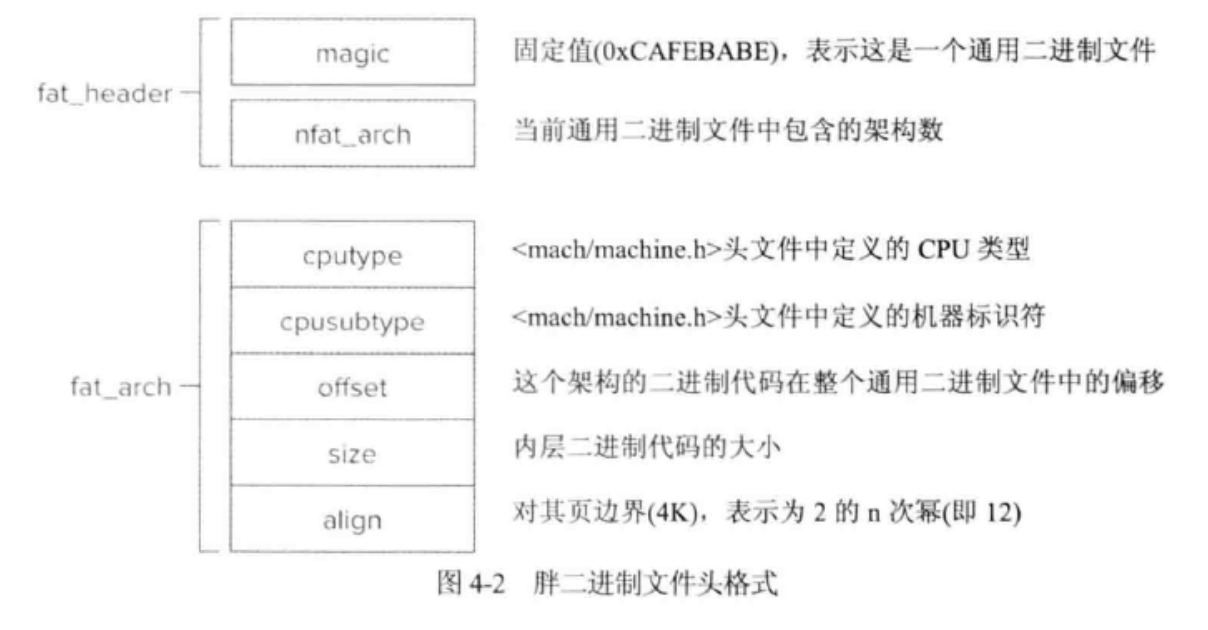 magic 固定值(0xCAFEBABE)，表示这是一个通用二进制文件
fat_header
nfat_arch 当前通用二进制文件中包含的架构数
cputype <mach/machine.h>头文件中定义的 CPU 类型
cpusubtype <mach/machine.h>头文件中定义的机器标识符
fat_arch offset 这个架构的二进制代码在整个通用二进制文件中的偏移
size 内层二进制代码的大小
align 对其页边界(4K)，表示为 2 的 n 次幂(即 12)
图 4-2 胖二进制文件头格式